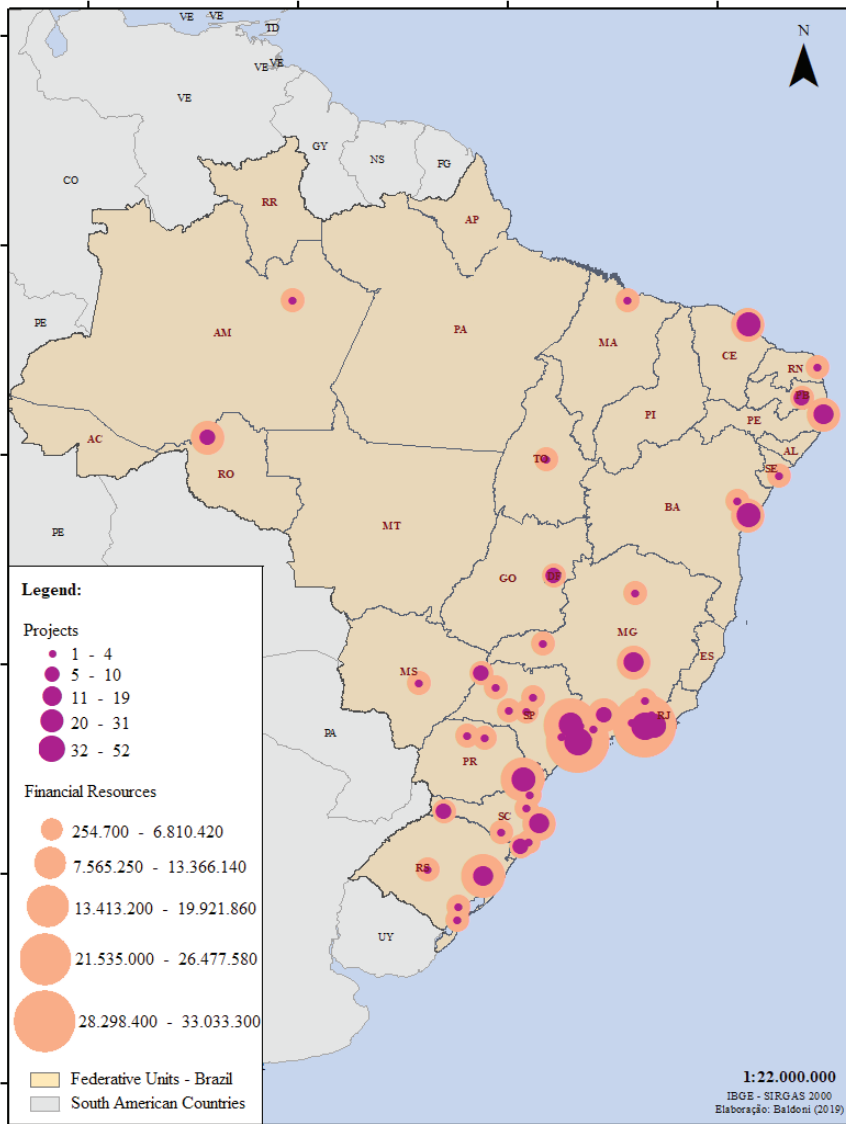 VE
VE
TD
VE
VE
VE
N
GY
NS
FG
CO
RR
AP
PE
AM
PA
MA
CE
RN
PB
PI
PE
AC
AL
TO
SE
RO
BA
PE
MT
GO
DF
MG
ES
MS
SP
RJ
PA
PR
SC
RS
UY
Legend:
Projects
1 - 4
5 - 10
11 - 19
20 - 31
32 - 52
Financial Resources
254.700 - 6.810.420
7.565.250 - 13.366.140
13.413.200 - 19.921.860
21.535.000 - 26.477.580
28.298.400 - 33.033.300
Federative Units - Brazil
South American Countries
1:22.000.000
IBGE - SIRGAS 2000
Elaboração: Baldoni (2019)